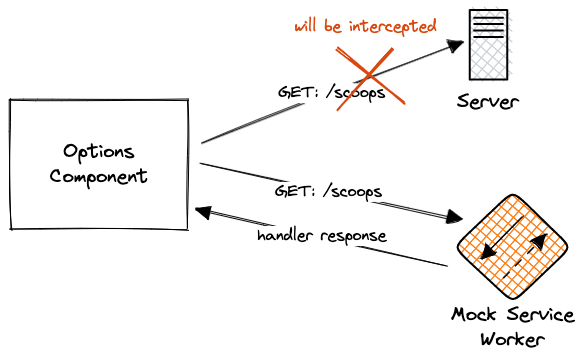 will be intercepted
GET: /scoops
Server
Options
Component
GET: /scoops
handler response
Mock Service
Worker